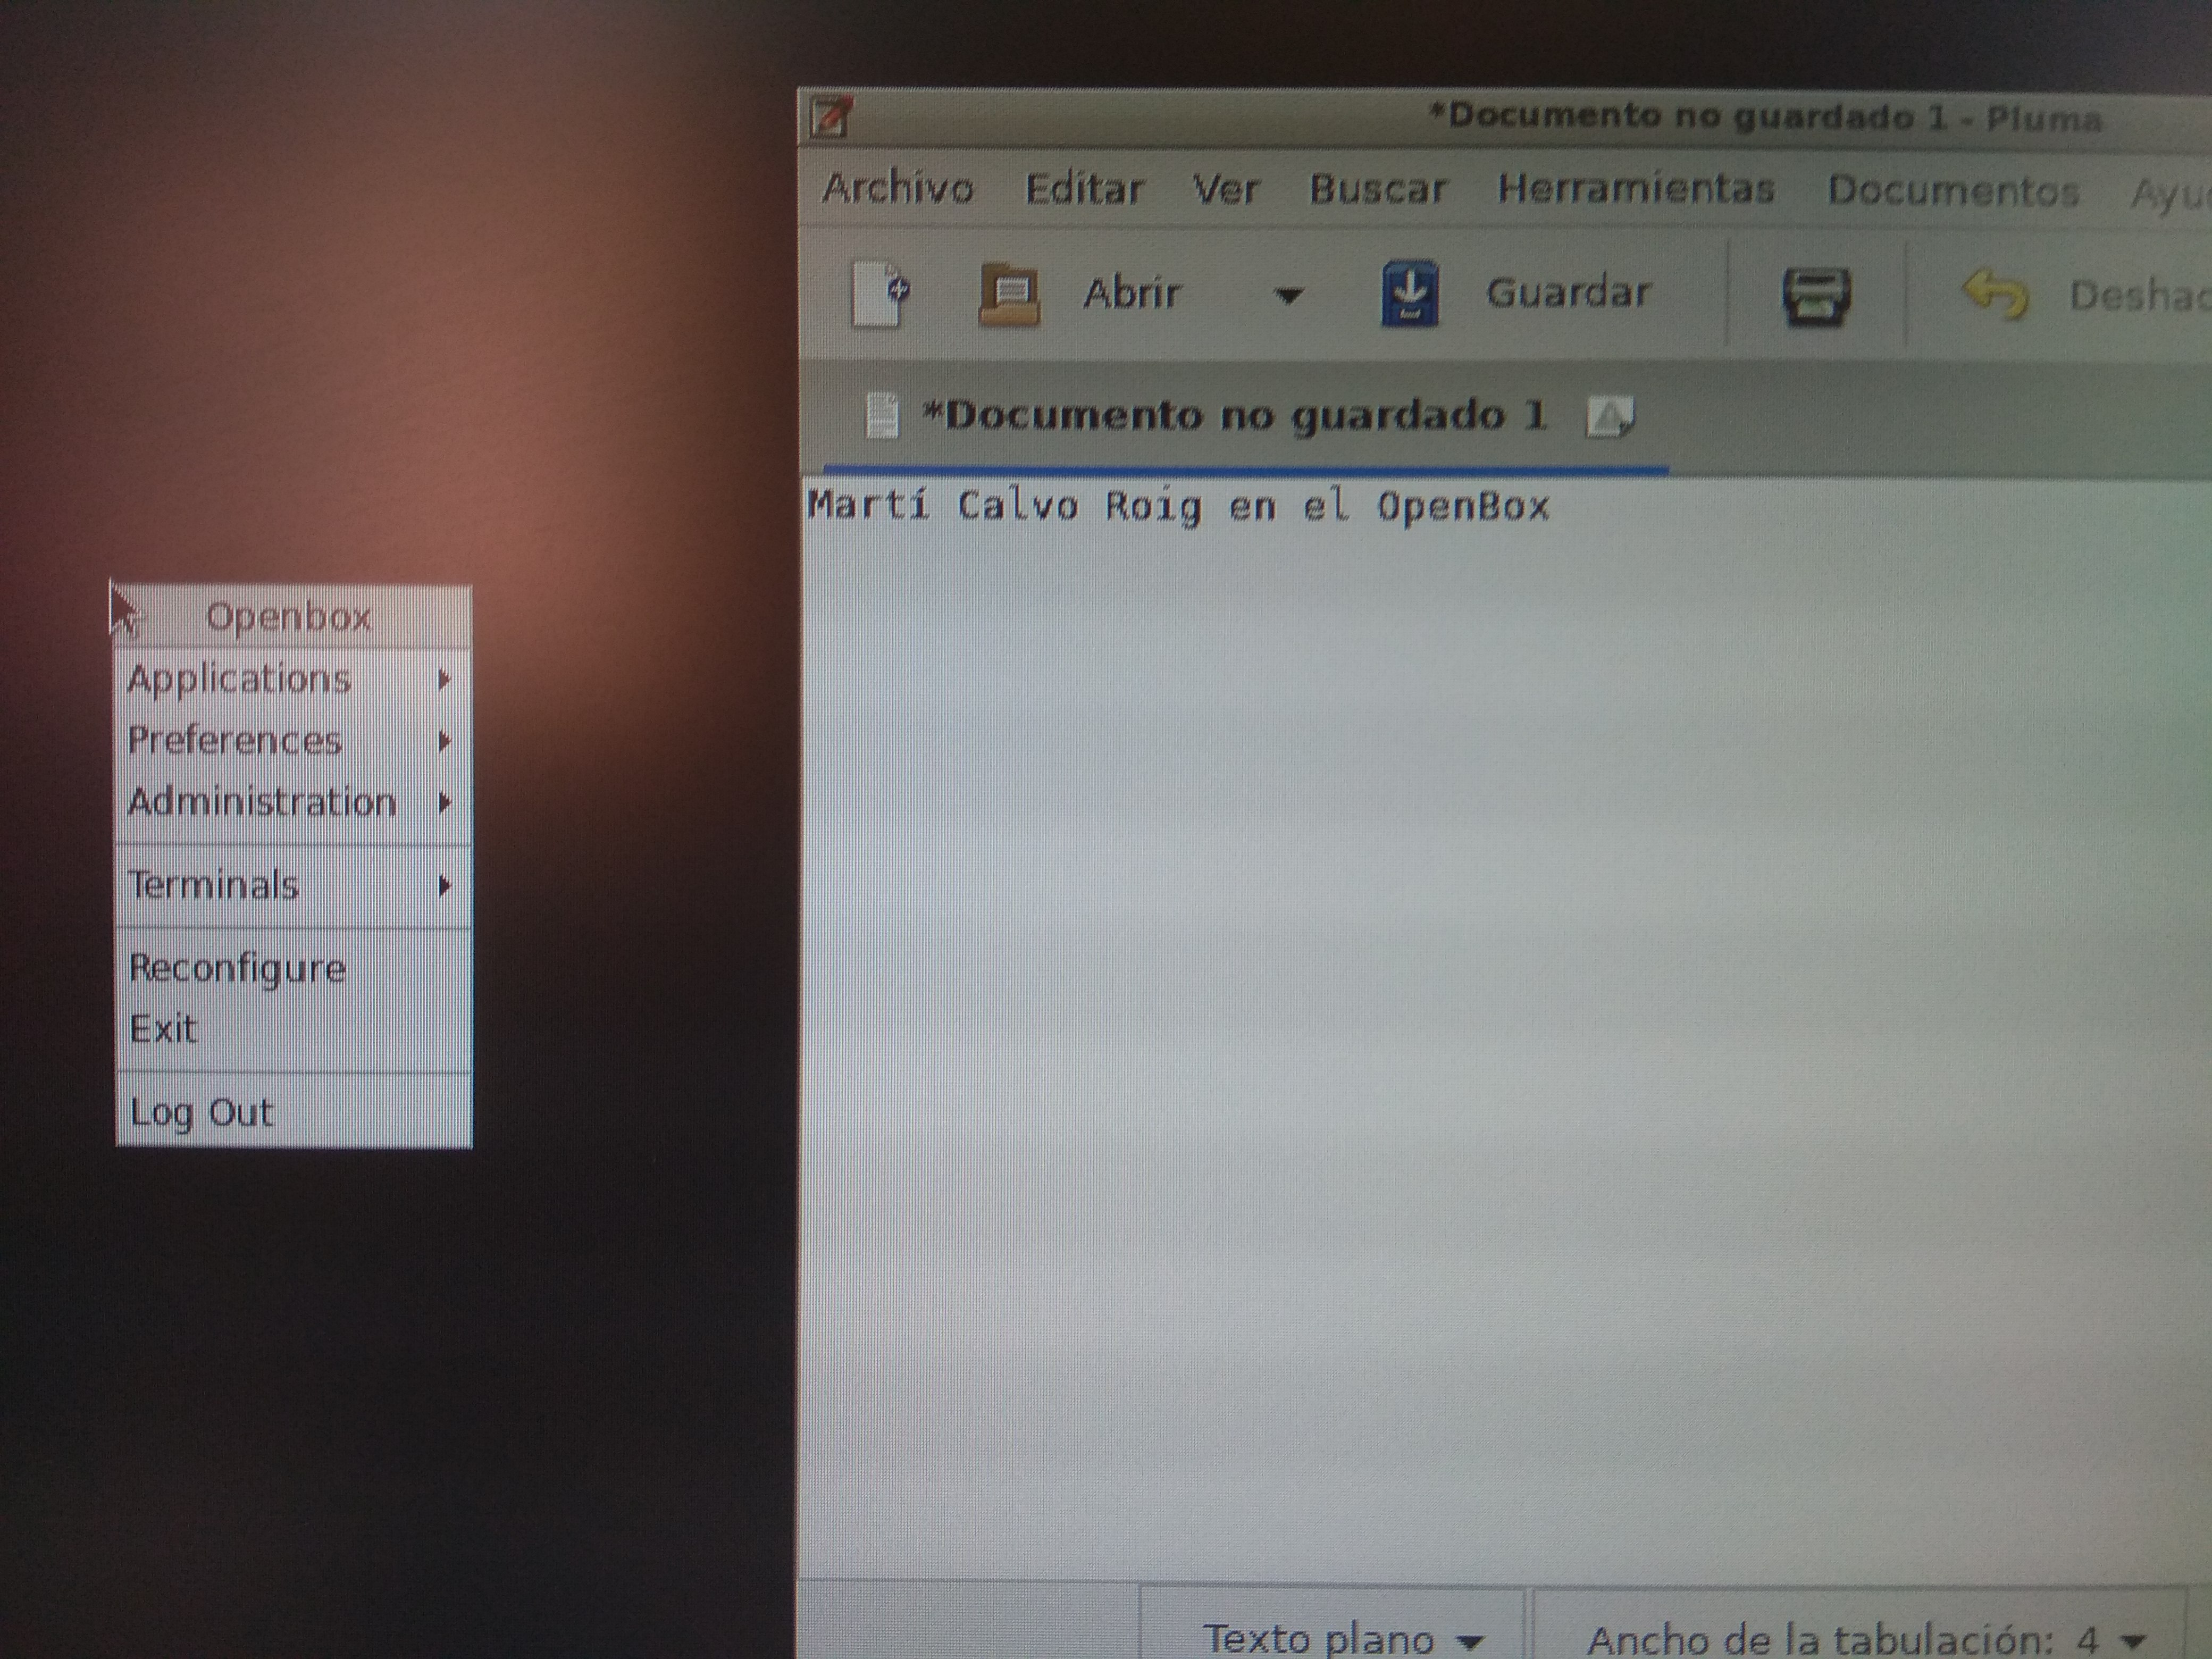 *Documento no guardado 1 - Pluma
Archivo Editar Ver Buscar Herramientas Documentos
Abrir Guardar
*Documento no guardado 1
Martí Calvo Roig en el OpenBox
Openbox
Applications
Preferences
Administration
Terminals
Reconfigure
Exit
Log Out
Texto plano Ancho de la tabulación: 4